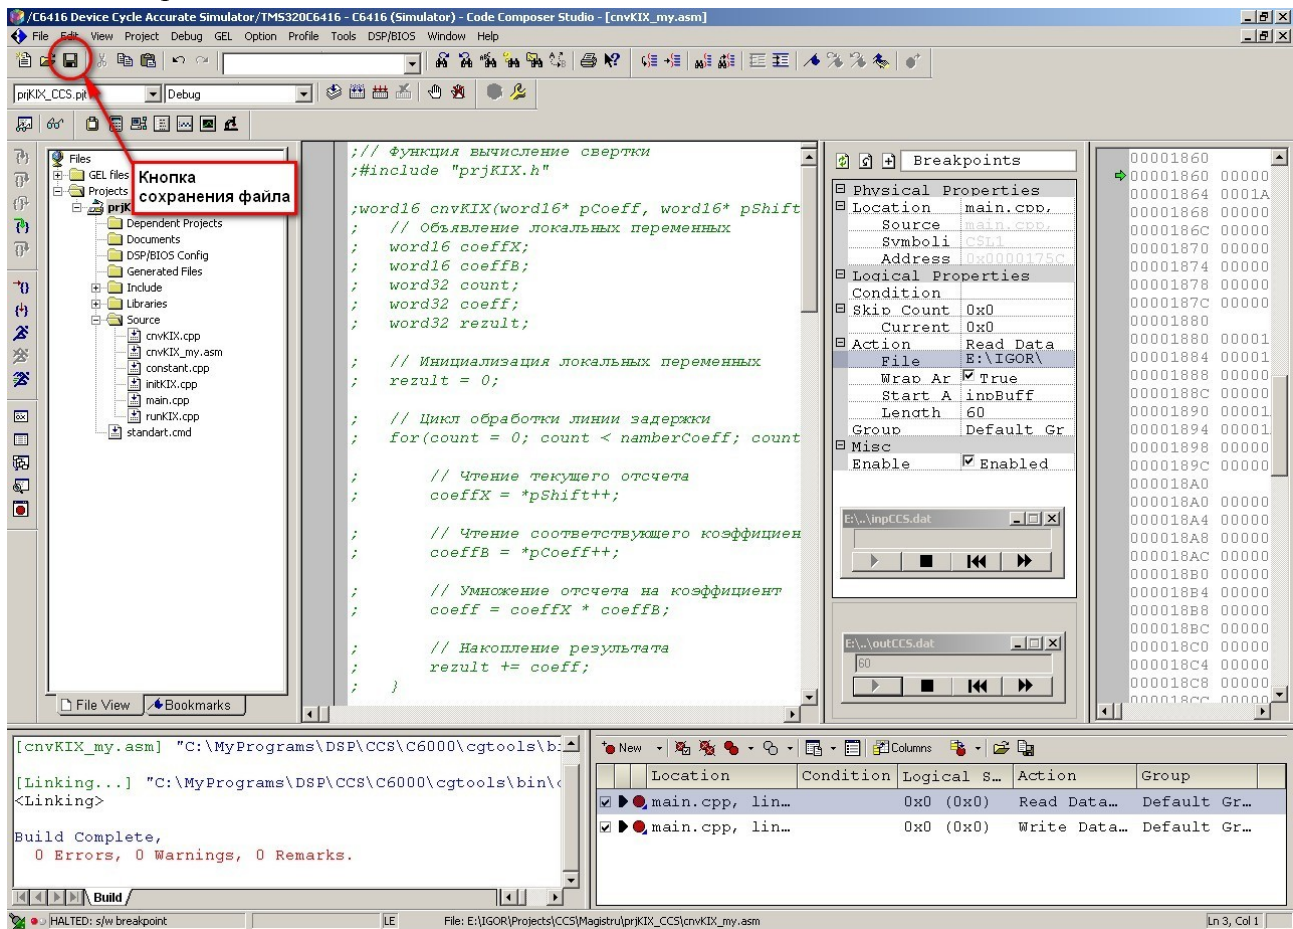 /C6416 Device Cycle Accurate Simulator/TMS320C6416 - C6416 (Simulator) - Code Composer Studio - [cnvKIX_my.asm]
File Edit View Project Debug GEL Option Profile Tools DSP/BIOS Window Help
prjKIX_CCS.pjt Debug
Кнопка
сохранения файла
Files
GEL files
Projects
prjK
Dependent Projects
Documents
DSP/BIOS Config
Generated Files
Include
Libraries
Source
cnvKIX.cpp
cnvKIX_my.asm
constant.cpp
initKIX.cpp
main.cpp
runKIX.cpp
standart.cmd
File View Bookmarks
;// Функция вычисление свертки
;#include "prjKIX.h"
;word16 cnvKIX(word16* pCoeff, word16* pShift
; // Объявление локальных переменных
; word16 coeffX;
; word16 coeffB;
; word32 count;
; word32 coeff;
; word32 rezult;
; // Инициализация локальных переменных
; rezult = 0;
; // Цикл обработки линии задержки
; for(count = 0; count < namberCoeff; count
; // Чтение текущего отсчета
; coeffX = *pShift++;
; // Чтение соответствующего коэффициен
; coeffB = *pCoeff++;
; // Умножение отсчета на коэффициент
; coeff = coeffX * coeffB;
; // Накопление результата
; rezult += coeff;
; }
Breakpoints
Physical Properties
Location main.cpp,
Source main.cpp,
Symboli CSL1
Address 0x0000175C
Logical Properties
Condition
Skip Count 0x0
Current 0x0
Action Read Data
File E:\IGOR\
Wrap Ar True
Start A inpBuff
Length 60
Group Default Gr
Misc
Enable Enabled
E:\..\inpCCS.dat
E:\..\outCCS.dat
60
00001860
00001860 00000
00001864 0001A
00001868 00000
0000186C 00000
00001870 00000
00001874 00000
00001878 00000
0000187C 00000
00001880
00001880 00001
00001884 00001
00001888 00000
0000188C 00000
00001890 00001
00001894 00001
00001898 00000
0000189C 00000
000018A0
000018A0 00000
000018A4 00000
000018A8 00000
000018AC 00000
000018B0 00000
000018B4 00000
000018B8 00000
000018BC 00000
000018C0 00000
000018C4 00000
000018C8 00000
000018CC 00000
[cnvKIX_my.asm] "C:\MyPrograms\DSP\CCS\C6000\cgtools\bi
[Linking...] "C:\MyPrograms\DSP\CCS\C6000\cgtools\bin\c
<Linking>
Build Complete,
0 Errors, 0 Warnings, 0 Remarks.
Build
New Columns
Location Condition Logical S... Action Group
main.cpp, lin... 0x0 (0x0) Read Data... Default Gr...
main.cpp, lin... 0x0 (0x0) Write Data... Default Gr...
HALTED: s/w breakpoint LE File: E:\IGOR\Projects\CCS\Magistru\prjKIX_CCS\cnvKIX_my.asm Ln 3, Col 1